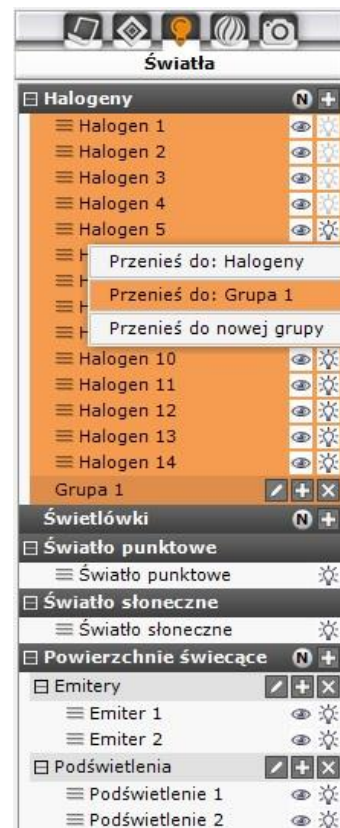 Światła
Halogeny N
Halogen 1
Halogen 2
Halogen 3
Halogen 4
Halogen 5
Przenieś do: Halogeny
Przenieś do: Grupa 1
Przenieś do nowej grupy
Halogen 10
Halogen 11
Halogen 12
Halogen 13
Halogen 14
Grupa 1
Świetlówki N
Światło punktowe
Światło punktowe
Światło słoneczne
Światło słoneczne
Powierzchnie świecące N
Emitery
Emiter 1
Emiter 2
Podświetlenia
Podświetlenie 1
Podświetlenie 2